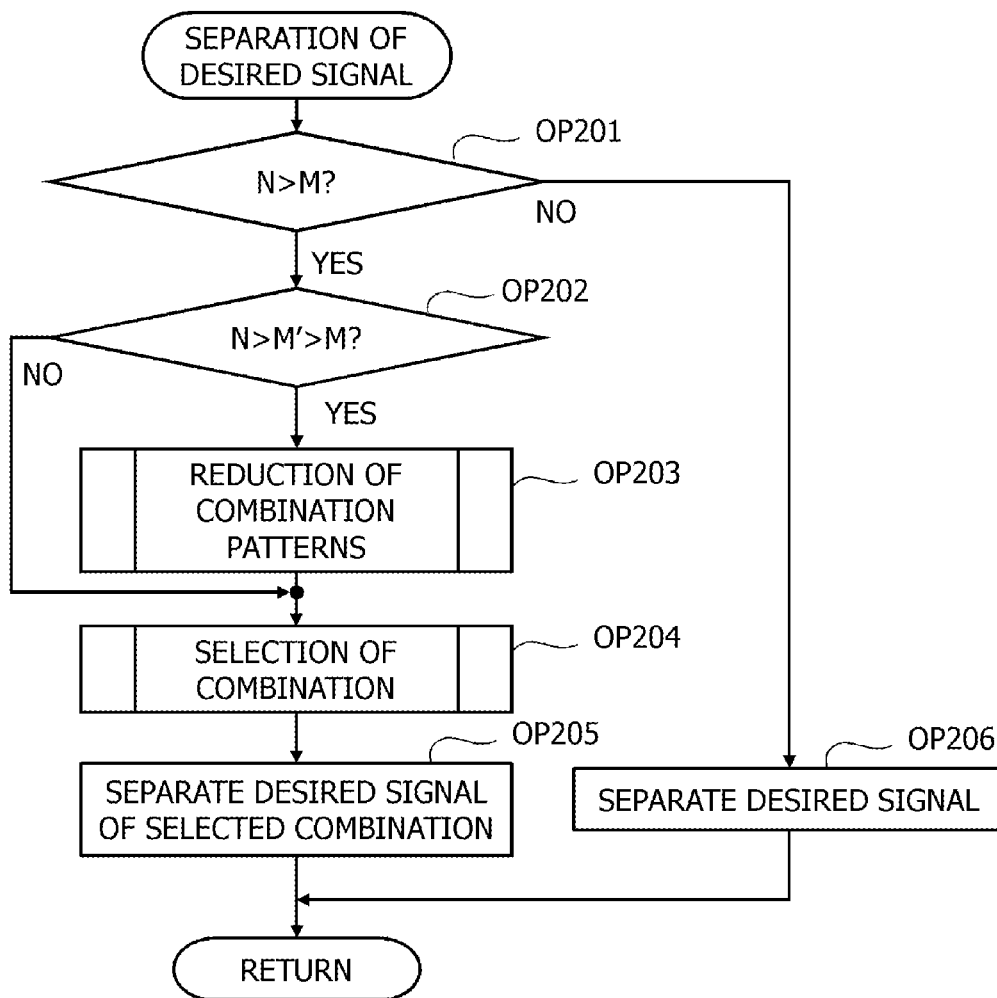 SEPARATION OF
DESIRED SIGNAL
OP201
N>M?
NO
YES
OP202
N>M'>M?
NO
YES
REDUCTION OF
COMBINATION
PATTERNS
OP203
SELECTION OF
COMBINATION
OP204
OP205
SEPARATE DESIRED SIGNAL
OF SELECTED COMBINATION
OP206
SEPARATE DESIRED SIGNAL
RETURN